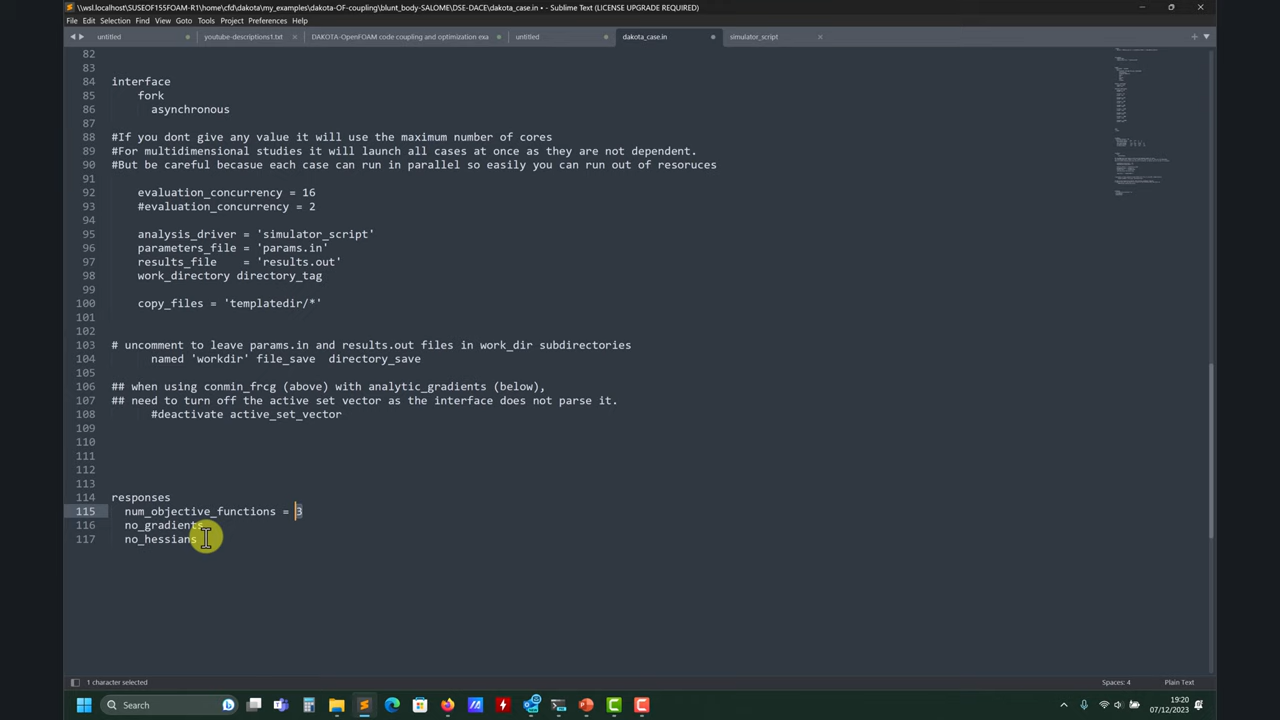 \\wsl.localhost\SUSEOF155FOAM-R1\home\cfd\dakota\my_examples\dakota-OF-coupling\blunt_body-SALOME\DSE-DACE\dakota_case.in • - Sublime Text (LICENSE UPGRADE REQUIRED)
File Edit Selection Find View Goto Tools Project Preferences Help
untitled youtube-descriptions1.txt DAKOTA-OpenFOAM code coupling and optimization exa untitled dakota_case.in simulator_script
82
83
84 interface
85 fork
86 asynchronous
87
88 #If you dont give any value it will use the maximum number of cores
89 #For multidimensional studies it will launch all cases at once as they are not dependent.
90 #But be careful becasue each case can run in parallel so easily you can run out of resoruces
91
92 evaluation_concurrency = 16
93 #evaluation_concurrency = 2
94
95 analysis_driver = 'simulator_script'
96 parameters_file = 'params.in'
97 results_file = 'results.out'
98 work_directory directory_tag
99
100 copy_files = 'templatedir/*'
101
102
103 # uncomment to leave params.in and results.out files in work_dir subdirectories
104 named 'workdir' file_save directory_save
105
106 ## when using conmin_frcg (above) with analytic_gradients (below),
107 ## need to turn off the active set vector as the interface does not parse it.
108 #deactivate active_set_vector
109
110
111
112
113
114 responses
115 num_objective_functions = 3
116 no_gradients
117 no_hessians
1 character selected Spaces: 4 Plain Text
Search 19:20
07/12/2023